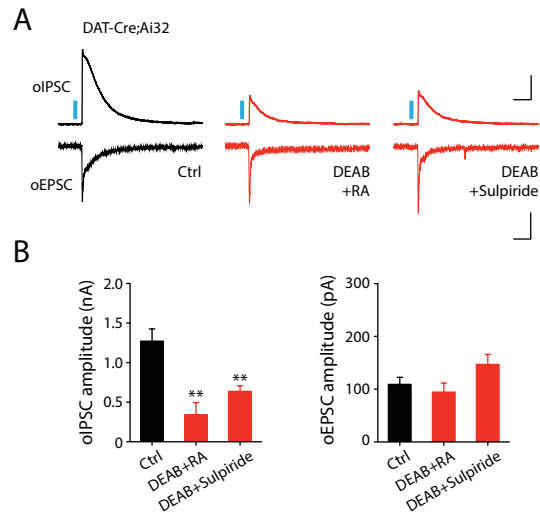 A
DAT-Cre;Ai32
oIPSC
oEPSC
Ctrl
DEAB
+RA
DEAB
+Sulpiride
B
oIPSC amplitude (nA)
2.0
1.5
1.0
0.5
0
**
**
Ctrl
DEAB+RA
DEAB+Sulpiride
oEPSC amplitude (pA)
300
200
100
0
Ctrl
DEAB+RA
DEAB+Sulpiride